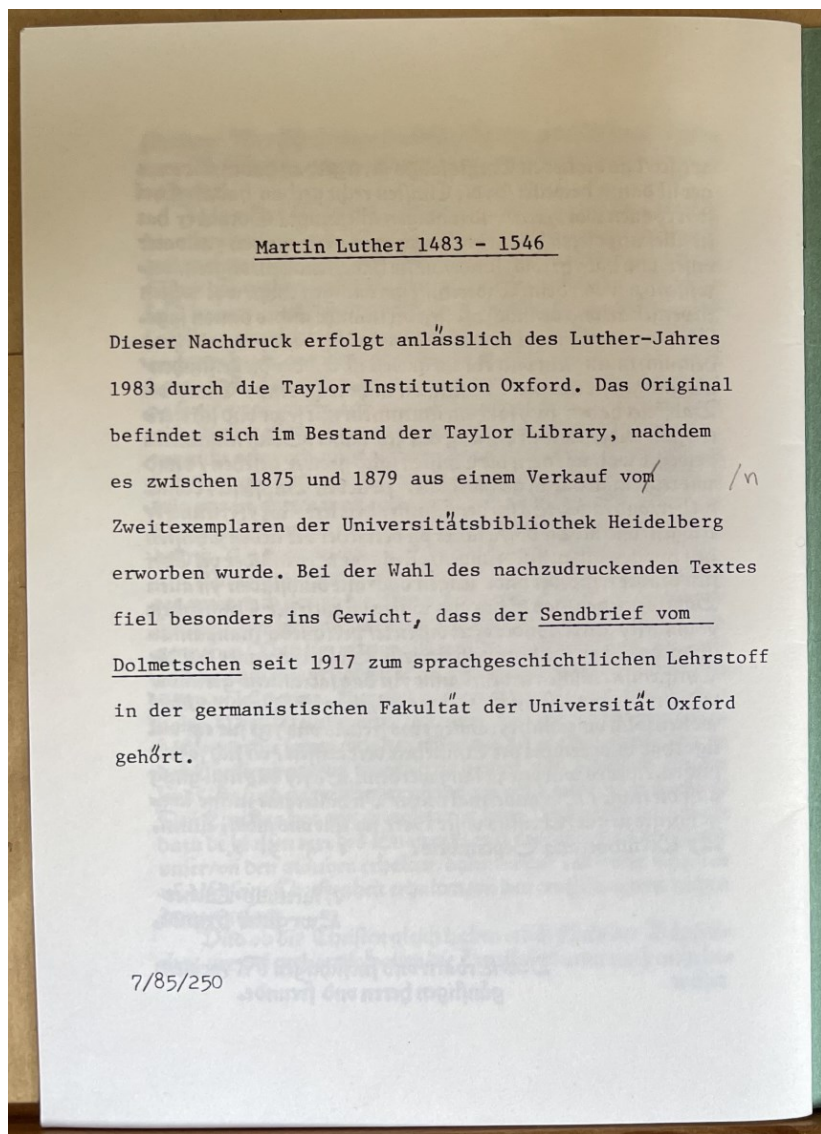 Martin Luther 1483 - 1546
Dieser Nachdruck erfolgt anlässlich des Luther-Jahres
1983 durch die Taylor Institution Oxford. Das Original
befindet sich im Bestand der Taylor Library, nachdem
es zwischen 1875 und 1879 aus einem Verkauf vom /n
Zweitexemplaren der Universitätsbibliothek Heidelberg
erworben wurde. Bei der Wahl des nachzudruckenden Textes
fiel besonders ins Gewicht, dass der Sendbrief vom
Dolmetschen seit 1917 zum sprachgeschichtlichen Lehrstoff
in der germanistischen Fakultät der Universität Oxford
gehört.
7/85/250